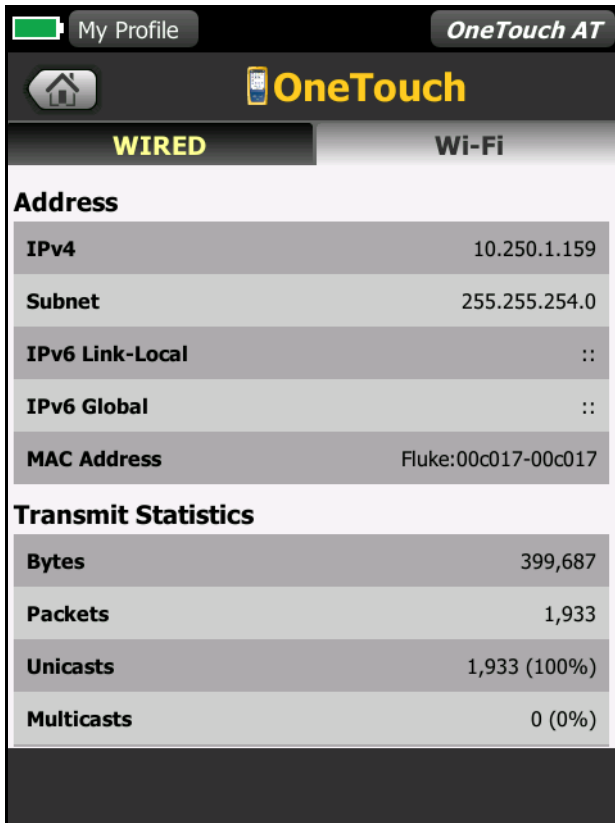 My Profile OneTouch AT
OneTouch
WIRED Wi-Fi
Address
IPv4 10.250.1.159
Subnet 255.255.254.0
IPv6 Link-Local ::
IPv6 Global ::
MAC Address Fluke:00c017-00c017
Transmit Statistics
Bytes 399,687
Packets 1,933
Unicasts 1,933 (100%)
Multicasts 0 (0%)